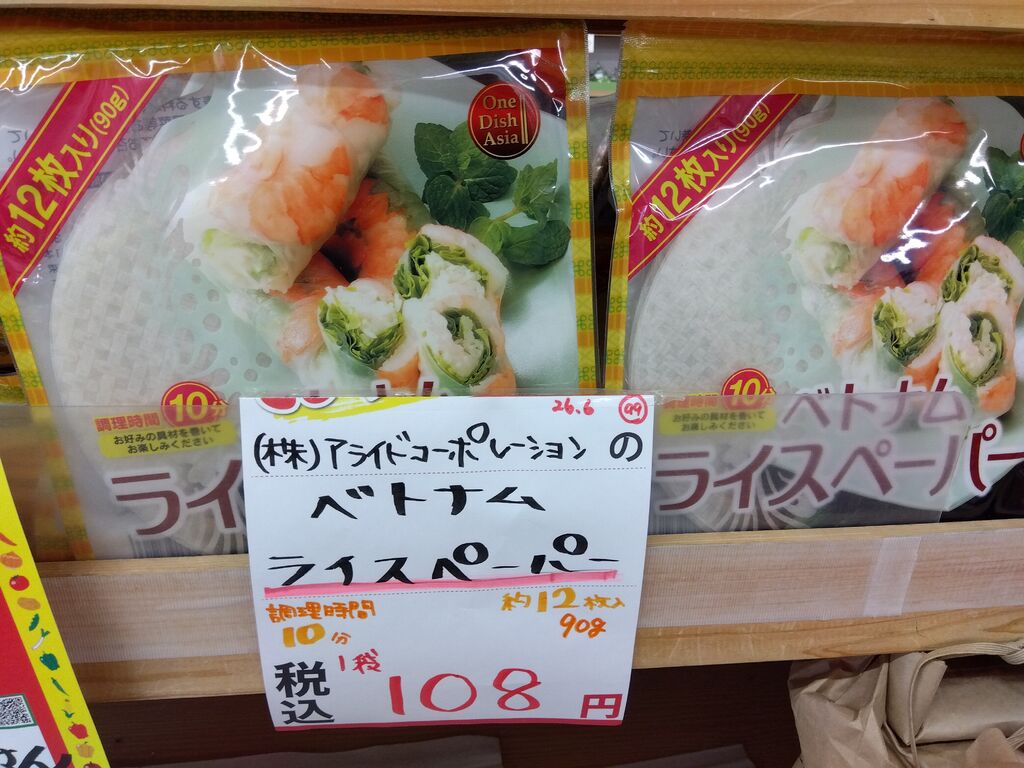 約12枚入り(90g)
One
Dish
Asia
調理時間 10分
お好みの具材を巻いて
お楽しみください
ライ
約12枚入り(90g)
10分
ベトナム
ライスペーパー
26.6 99
(株)アライドコーポレーション の
ベトナム
ライスペーパー
調理時間
10分
約12枚入
90g
1袋
税込
108円